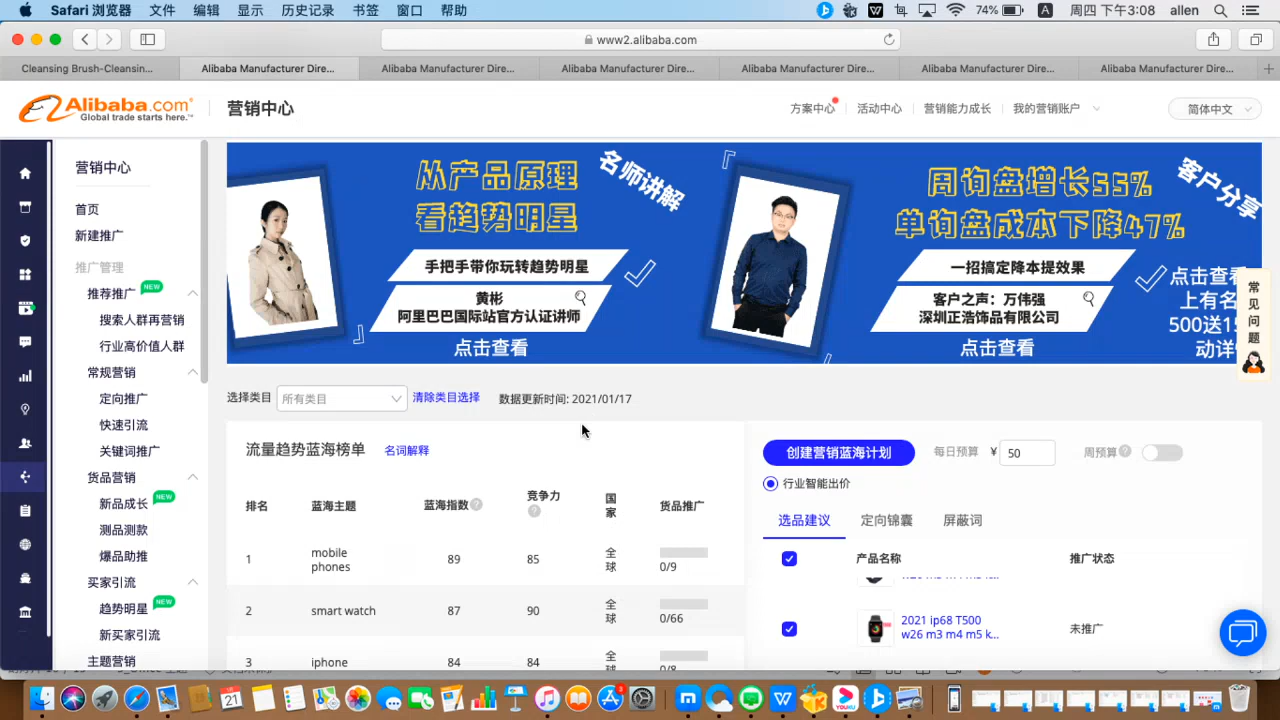 Safari 浏览器 文件 编辑 显示 历史记录 书签 窗口 帮助
74% 周四 下午3:08 allen
www2.alibaba.com
Cleansing Brush-Cleansin... Alibaba Manufacturer Dire... Alibaba Manufacturer Dire... Alibaba Manufacturer Dire... Alibaba Manufacturer Dire... Alibaba Manufacturer Dire... Alibaba Manufacturer Dire...
Alibaba.com
Global trade starts here.™
营销中心
方案中心 活动中心 营销能力成长 我的营销账户 简体中文
营销中心
首页
新建推广
推广管理
推荐推广 NEW
搜索人群再营销
行业高价值人群
常规营销
定向推广
快速引流
关键词推广
货品营销
新品成长 NEW
测品测款
爆品助推
买家引流
趋势明星 NEW
新买家引流
主题营销
从产品原理
看趋势明星
名师讲解
手把手带你玩转趋势明星
黄彬
阿里巴巴国际站官方认证讲师
点击查看
周询盘增长55%
单询盘成本下降47%
客户分享
一招搞定降本提效果
客户之声：万伟强
深圳正浩饰品有限公司
点击查看
点击查看
上有名
500送15
动详
常见问题
选择类目 所有类目 清除类目选择 数据更新时间: 2021/01/17
流量趋势蓝海榜单 名词解释
排名 蓝海主题 蓝海指数 竞争力 国家 货品推广
1 mobile phones 89 85 全球 0/9
2 smart watch 87 90 全球 0/66
3 iphone 84 84 全球 0/8
创建营销蓝海计划 每日预算 ¥ 50 周预算
行业智能出价
选品建议 定向锦囊 屏蔽词
产品名称 推广状态
2021 ip68 T500
w26 m3 m4 m5 k... 未推广